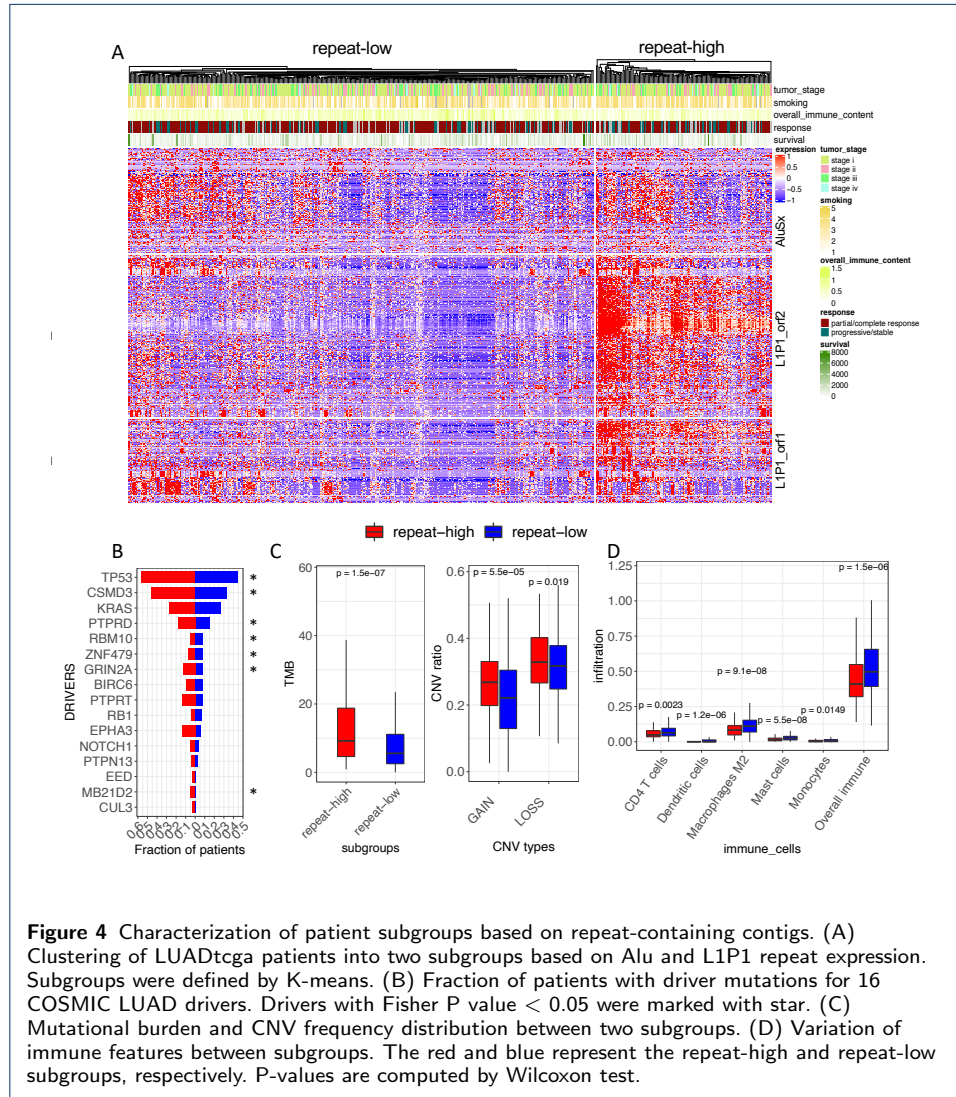 A
repeat-low
repeat-high
tumor_stage
smoking
overall_immune_content
response
survival
expression
1
0.5
0
−0.5
−1
tumor_stage
stage i
stage ii
stage iii
stage iv
smoking
5
4
3
2
1
overall_immune_content
1.5
1
0.5
0
response
partial/complete response
progressive/stable
survival
8000
6000
4000
2000
0
AluSx
L1P1_orf2
L1P1_orf1
repeat−high
repeat−low
B
DRIVERS
TP53
CSMD3
KRAS
PTPRD
RBM10
ZNF479
GRIN2A
BIRC6
PTPRT
RB1
EPHA3
NOTCH1
PTPN13
EED
MB21D2
CUL3
*
*
*
*
*
*
*
Fraction of patients
C
TMB
60
40
20
0
p = 1.5e−07
repeat−high
repeat−low
subgroups
CNV ratio
0.6
0.4
0.2
0.0
p = 5.5e−05
p = 0.019
GAIN
LOSS
CNV types
D
infiltration
1.25
1.00
0.75
0.50
0.25
0.00
p = 0.0023
p = 1.2e−06
p = 9.1e−08
p = 5.5e−08
p = 0.0149
p = 1.5e−06
CD4 T cells
Dendritic cells
Macrophages M2
Mast cells
Monocytes
Overall immune
immune_cells
Figure 4 Characterization of patient subgroups based on repeat-containing contigs. (A)
Clustering of LUADtcga patients into two subgroups based on Alu and L1P1 repeat expression.
Subgroups were defined by K-means. (B) Fraction of patients with driver mutations for 16
COSMIC LUAD drivers. Drivers with Fisher P value < 0.05 were marked with star. (C)
Mutational burden and CNV frequency distribution between two subgroups. (D) Variation of
immune features between subgroups. The red and blue represent the repeat-high and repeat-low
subgroups, respectively. P-values are computed by Wilcoxon test.